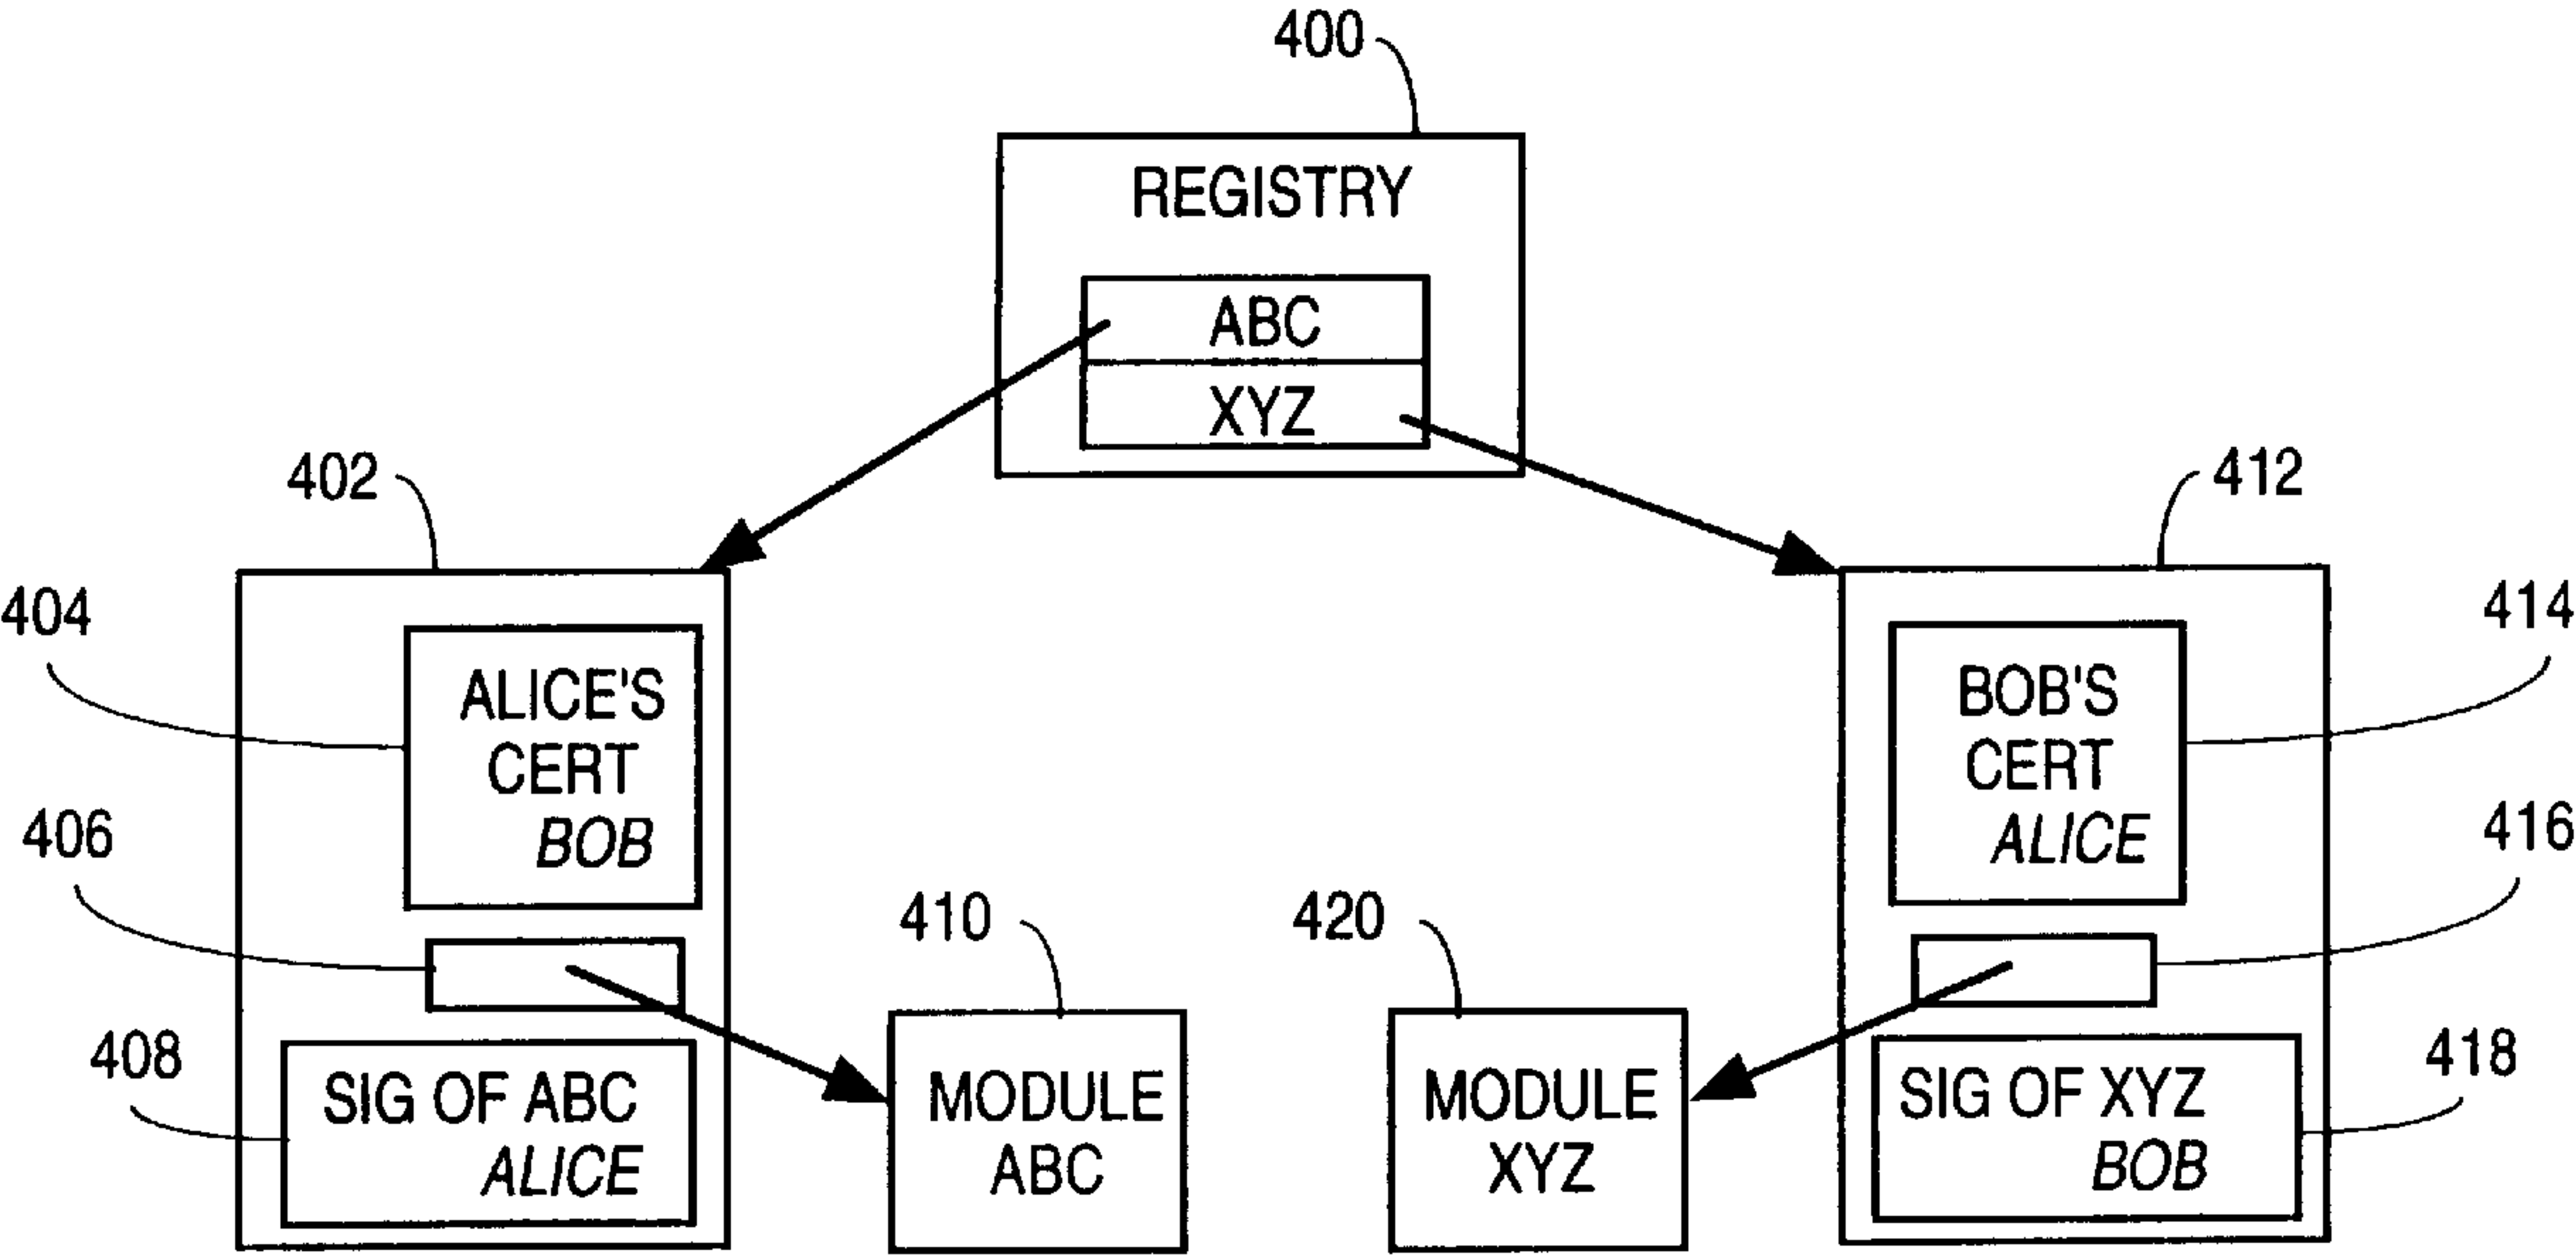 400
REGISTRY
ABC
XYZ
402
412
404
ALICE'S
CERT
BOB
414
BOB'S
CERT
ALICE
406
416
410
420
408
SIG OF ABC
ALICE
MODULE
ABC
MODULE
XYZ
SIG OF XYZ
BOB
418